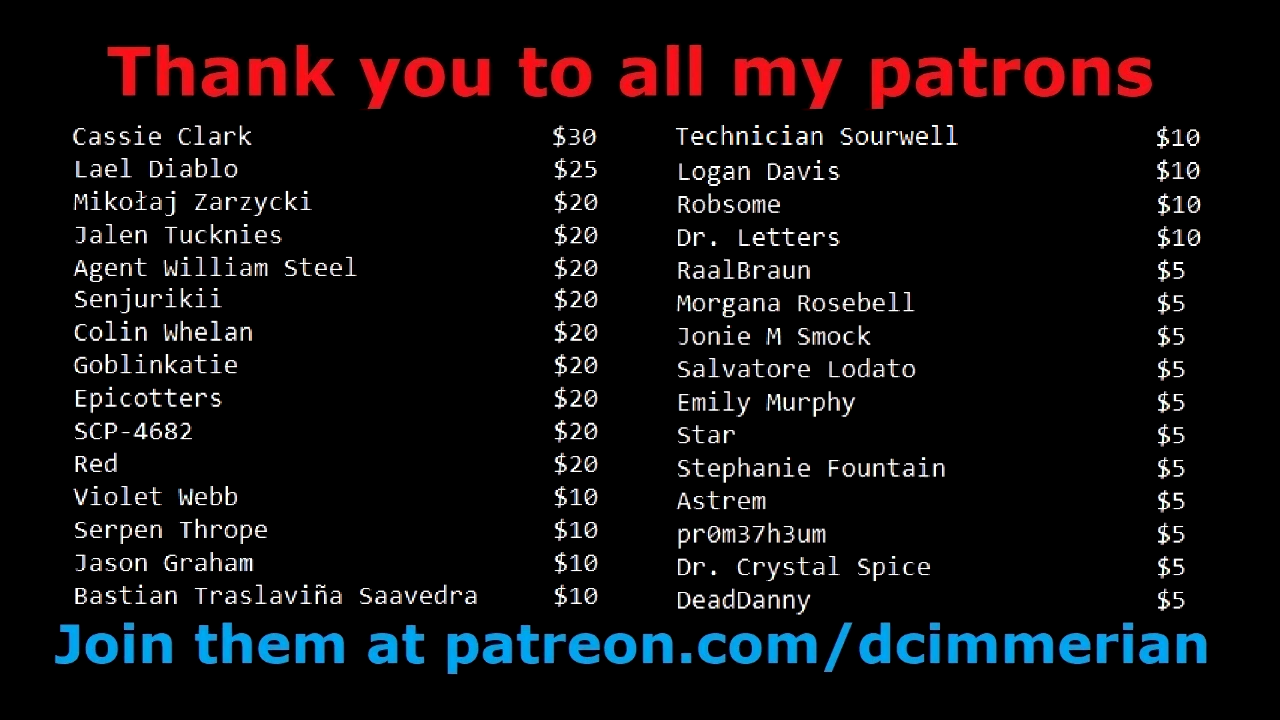 Thank you to all my patrons
Cassie Clark $30
Lael Diablo $25
Mikołaj Zarzycki $20
Jalen Tucknies $20
Agent William Steel $20
Senjurikii $20
Colin Whelan $20
Goblinkatie $20
Epicotters $20
SCP-4682 $20
Red $20
Violet Webb $10
Serpen Thrope $10
Jason Graham $10
Bastian Traslaviña Saavedra $10
Technician Sourwell $10
Logan Davis $10
Robsome $10
Dr. Letters $10
RaalBraun $5
Morgana Rosebell $5
Jonie M Smock $5
Salvatore Lodato $5
Emily Murphy $5
Star $5
Stephanie Fountain $5
Astrem $5
pr0m37h3um $5
Dr. Crystal Spice $5
DeadDanny $5
Join them at patreon.com/dcimmerian